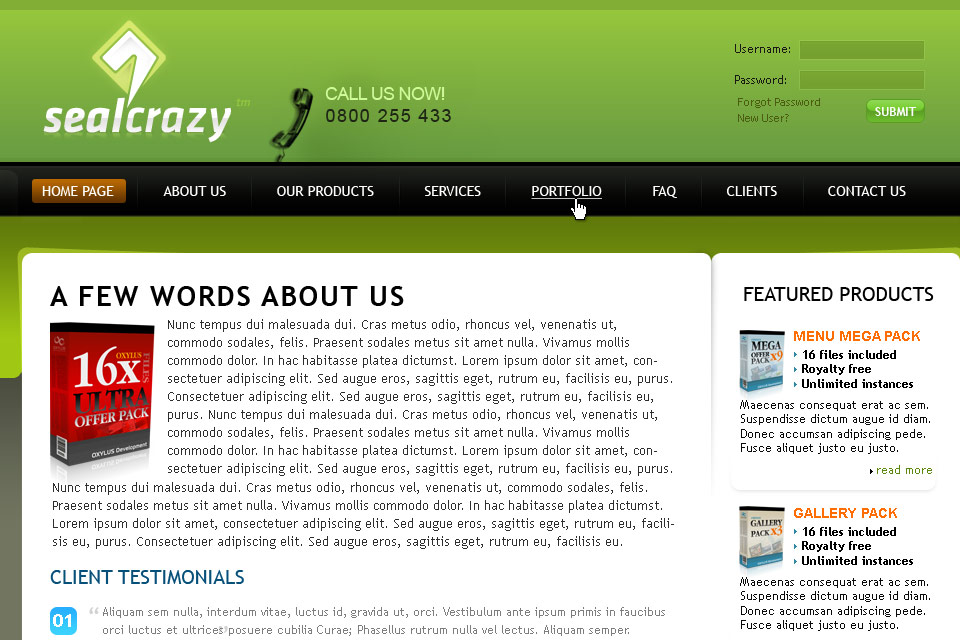 sealcrazy tm
CALL US NOW!
0800 255 433
Username:
Password:
Forgot Password
New User?
SUBMIT
HOME PAGE
ABOUT US
OUR PRODUCTS
SERVICES
PORTFOLIO
FAQ
CLIENTS
CONTACT US
A FEW WORDS ABOUT US
16x
OXYLUS
FILES
ULTRA
OFFER PACK
OXYLUS Development
Nunc tempus dui malesuada dui. Cras metus odio, rhoncus vel, venenatis ut,
commodo sodales, felis. Praesent sodales metus sit amet nulla. Vivamus mollis
commodo dolor. In hac habitasse platea dictumst. Lorem ipsum dolor sit amet, con-
sectetuer adipiscing elit. Sed augue eros, sagittis eget, rutrum eu, facilisis eu, purus.
Consectetuer adipiscing elit. Sed augue eros, sagittis eget, rutrum eu, facilisis eu,
purus. Nunc tempus dui malesuada dui. Cras metus odio, rhoncus vel, venenatis ut,
commodo sodales, felis. Praesent sodales metus sit amet nulla. Vivamus mollis
commodo dolor. In hac habitasse platea dictumst. Lorem ipsum dolor sit amet, con-
sectetuer adipiscing elit. Sed augue eros, sagittis eget, rutrum eu, facilisis eu, purus.
Nunc tempus dui malesuada dui. Cras metus odio, rhoncus vel, venenatis ut, commodo sodales, felis.
Praesent sodales metus sit amet nulla. Vivamus mollis commodo dolor. In hac habitasse platea dictumst.
Lorem ipsum dolor sit amet, consectetuer adipiscing elit. Sed augue eros, sagittis eget, rutrum eu, facili-
sis eu, purus. Consectetuer adipiscing elit. Sed augue eros, sagittis eget, rutrum eu, facilisis eu.
CLIENT TESTIMONIALS
01
“ Aliquam sem nulla, interdum vitae, luctus id, gravida ut, orci. Vestibulum ante ipsum primis in faucibus
orci luctus et ultrices posuere cubilia Curae; Phasellus rutrum nulla vel lectus. Aliquam semper.
FEATURED PRODUCTS
MEGA
OFFER
PACK x9
MENU MEGA PACK
16 files included
Royalty free
Unlimited instances
Maecenas consequat erat ac sem.
Suspendisse dictum augue id diam.
Donec accumsan adipiscing pede.
Fusce aliquet justo eu justo.
read more
GALLERY
PACK x3
GALLERY PACK
16 files included
Royalty free
Unlimited instances
Maecenas consequat erat ac sem.
Suspendisse dictum augue id diam.
Donec accumsan adipiscing pede.
Fusce aliquet justo eu justo.